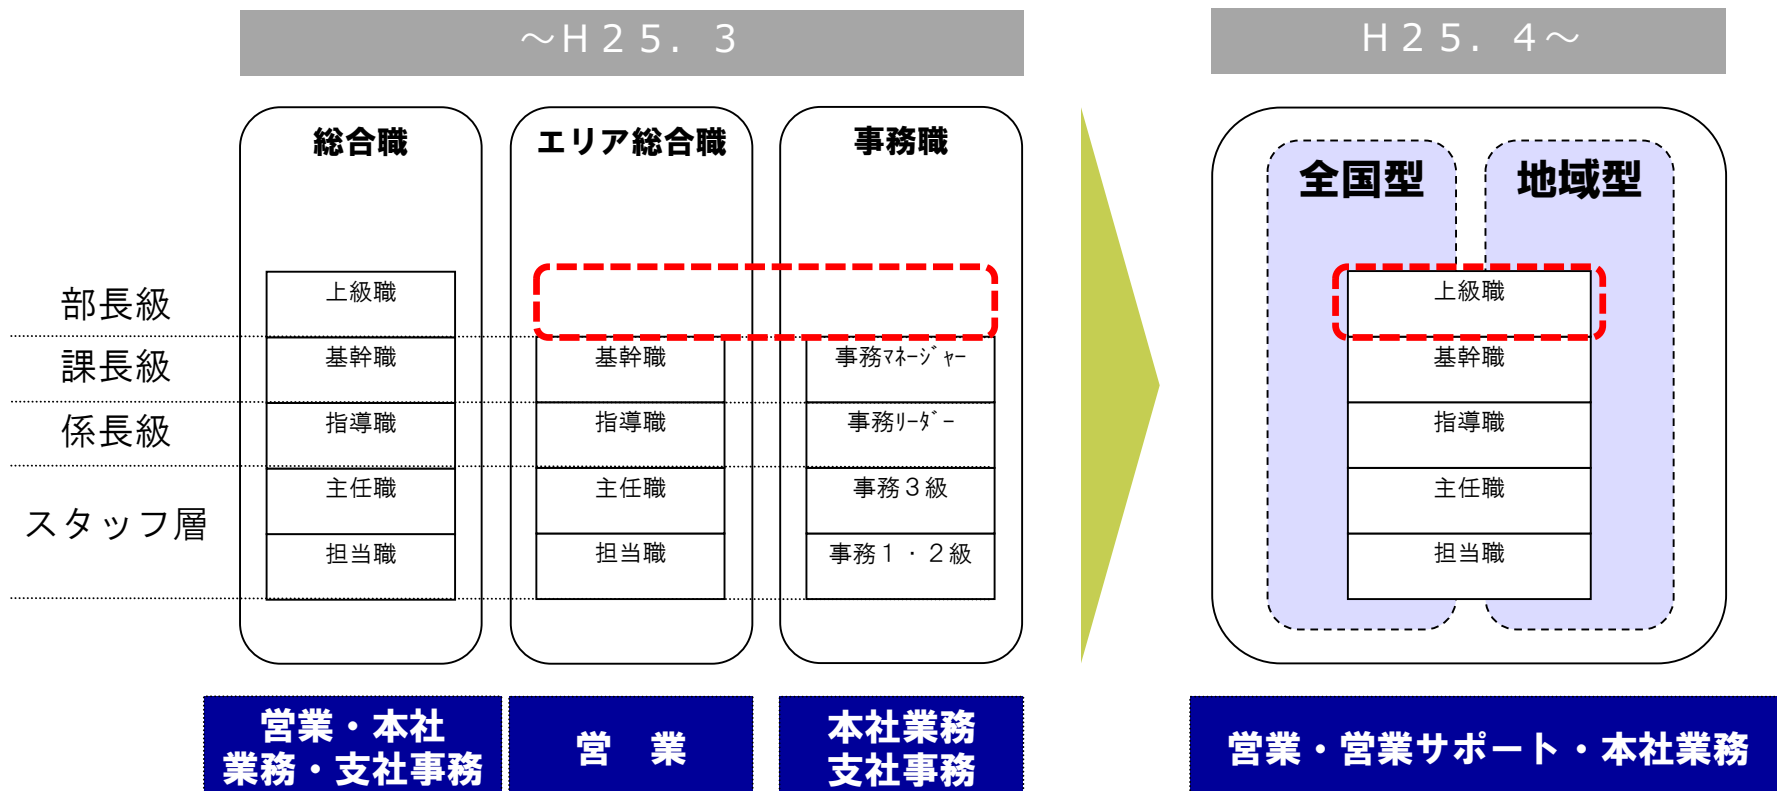 ～Ｈ２５．３
Ｈ２５．４～
総合職
エリア総合職
事務職
全国型
地域型
部長級
上級職
上級職
課長級
基幹職
基幹職
事務ﾏﾈｰｼﾞｬｰ
基幹職
係長級
指導職
指導職
事務ﾘｰﾀﾞｰ
指導職
スタッフ層
主任職
主任職
事務３級
主任職
担当職
担当職
事務１・２級
担当職
営業・本社
業務・支社事務
営　業
本社業務
支社事務
営業・営業サポート・本社業務